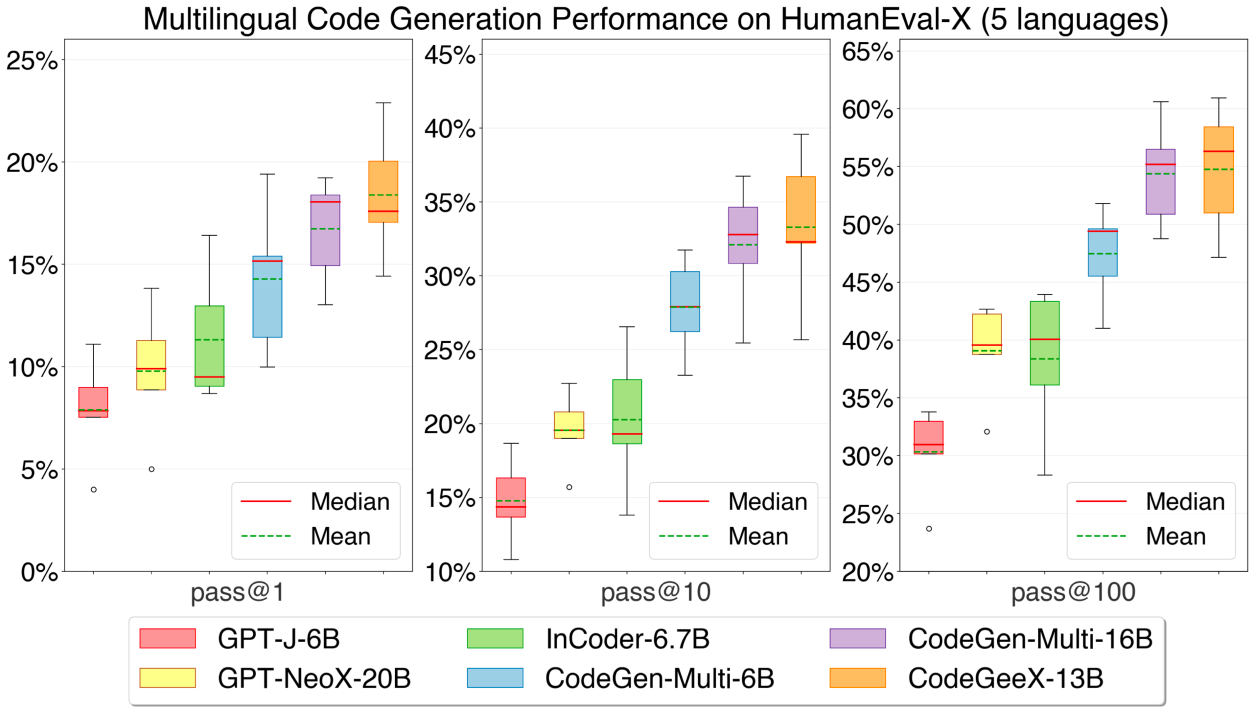 Multilingual Code Generation Performance on HumanEval-X (5 languages)
25%
20%
15%
10%
5%
0%
Median
Mean
pass@1
45%
40%
35%
30%
25%
20%
15%
10%
Median
Mean
pass@10
65%
60%
55%
50%
45%
40%
35%
30%
25%
20%
Median
Mean
pass@100
GPT-J-6B
InCoder-6.7B
CodeGen-Multi-16B
GPT-NeoX-20B
CodeGen-Multi-6B
CodeGeeX-13B